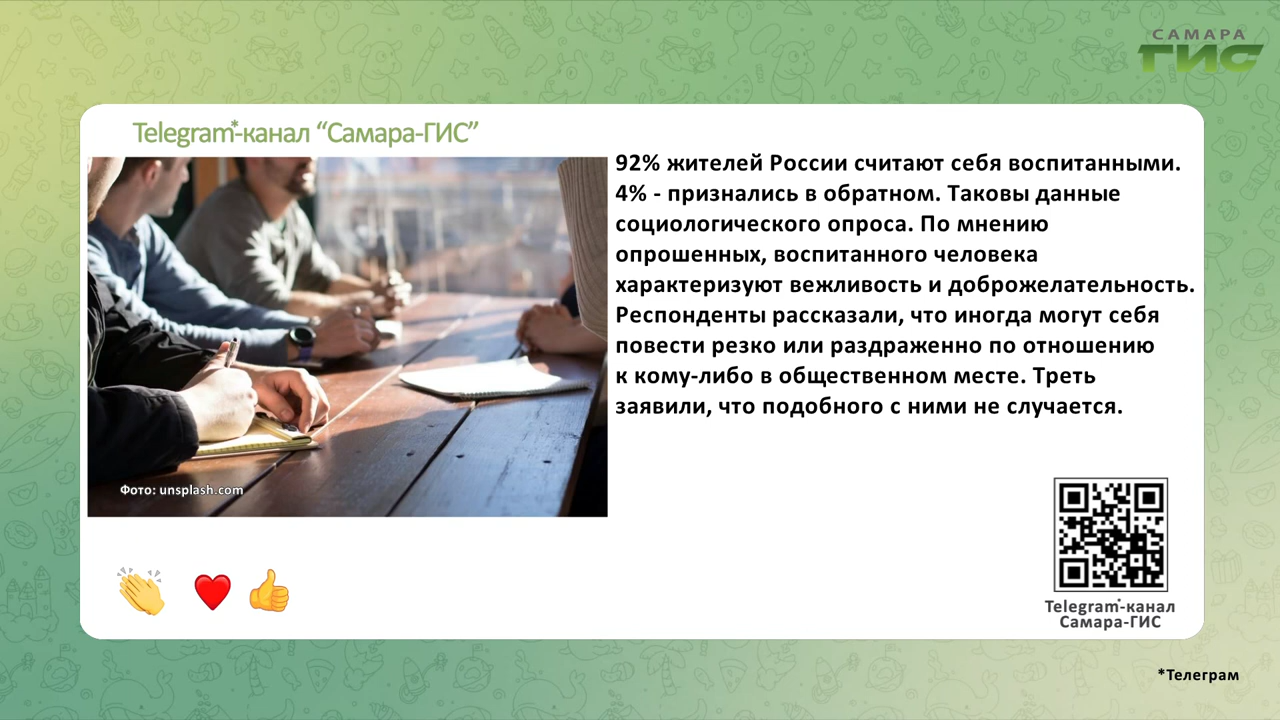 САМАРА
ГИС
Telegram*-канал “Самара-ГИС”
92% жителей России считают себя воспитанными.
4% - признались в обратном. Таковы данные
социологического опроса. По мнению
опрошенных, воспитанного человека
характеризуют вежливость и доброжелательность.
Респонденты рассказали, что иногда могут себя
повести резко или раздраженно по отношению
к кому-либо в общественном месте. Треть
заявили, что подобного с ними не случается.
Фото: unsplash.com
Telegram*-канал
Самара-ГИС
*Телеграм